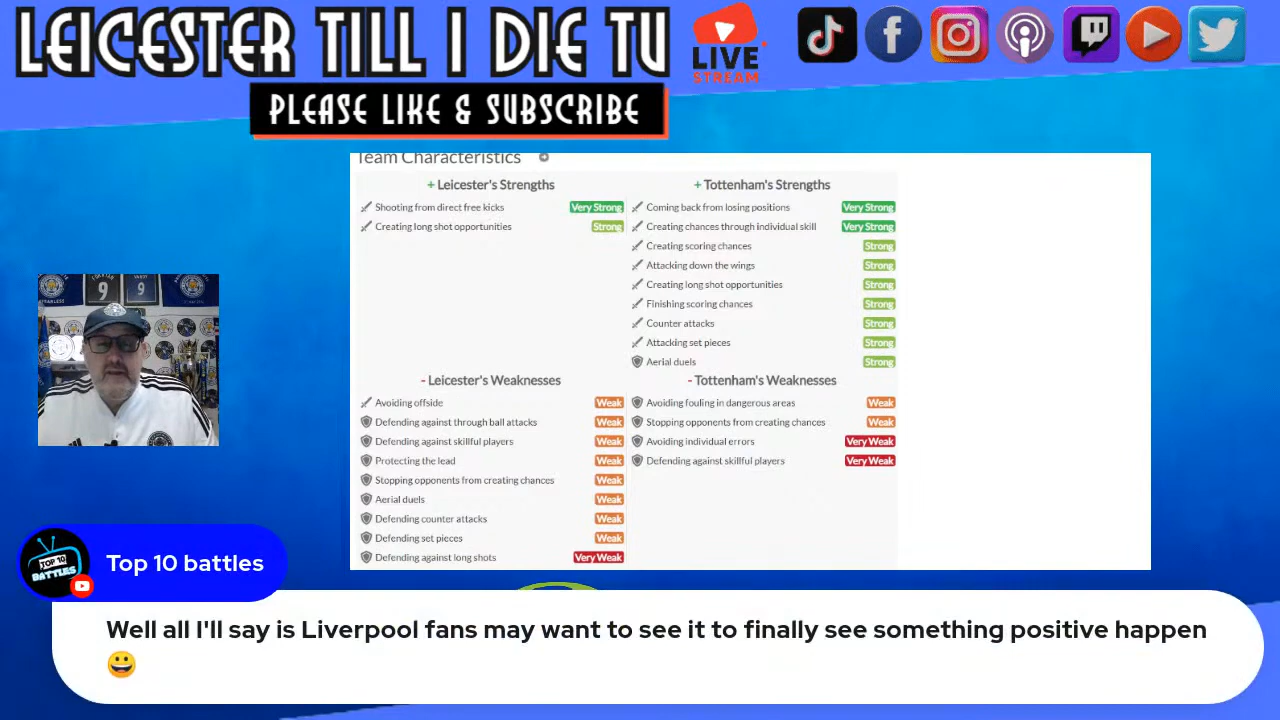 LEICESTER TILL I DIE TV
LIVE
STREAM
PLEASE LIKE & SUBSCRIBE
Team Characteristics
+ Leicester's Strengths
Shooting from direct free kicks Very Strong
Creating long shot opportunities Strong
+ Tottenham's Strengths
Coming back from losing positions Very Strong
Creating chances through individual skill Very Strong
Creating scoring chances Strong
Attacking down the wings Strong
Creating long shot opportunities Strong
Finishing scoring chances Strong
Counter attacks Strong
Attacking set pieces Strong
Aerial duels Strong
- Leicester's Weaknesses
Avoiding offside Weak
Defending against through ball attacks Weak
Defending against skillful players Weak
Protecting the lead Weak
Stopping opponents from creating chances Weak
Aerial duels Weak
Defending counter attacks Weak
Defending set pieces Weak
Defending against long shots Very Weak
- Tottenham's Weaknesses
Avoiding fouling in dangerous areas Weak
Stopping opponents from creating chances Weak
Avoiding individual errors Very Weak
Defending against skillful players Very Weak
9 9
TOP 10
BATTLES
Top 10 battles
Well all I'll say is Liverpool fans may want to see it to finally see something positive happen
😀